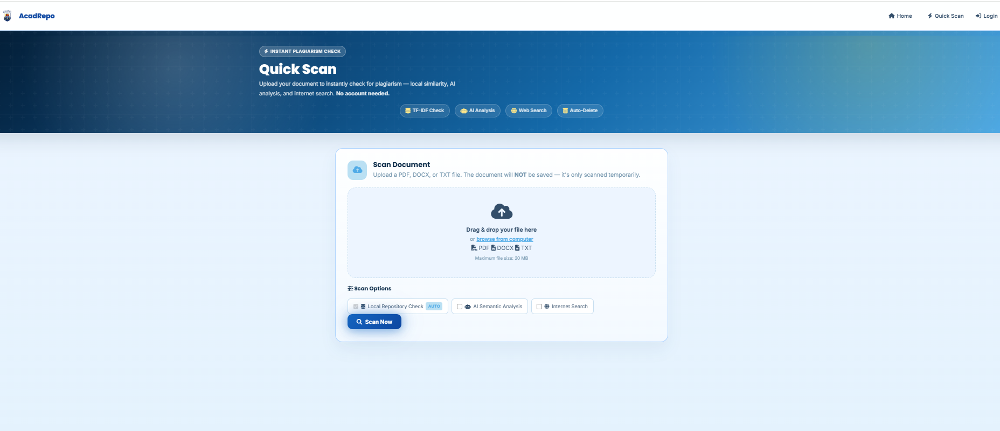 AcadRepo
Home
Quick Scan
Login
INSTANT PLAGIARISM CHECK
Quick Scan
Upload your document to instantly check for plagiarism — local similarity, AI
analysis, and internet search. No account needed.
TF-IDF Check
AI Analysis
Web Search
Auto-Delete
Scan Document
Upload a PDF, DOCX, or TXT file. The document will NOT be saved — it's only scanned temporarily.
Drag & drop your file here
or browse from computer
PDF DOCX TXT
Maximum file size: 20 MB
Scan Options
Local Repository Check AUTO
AI Semantic Analysis
Internet Search
Scan Now